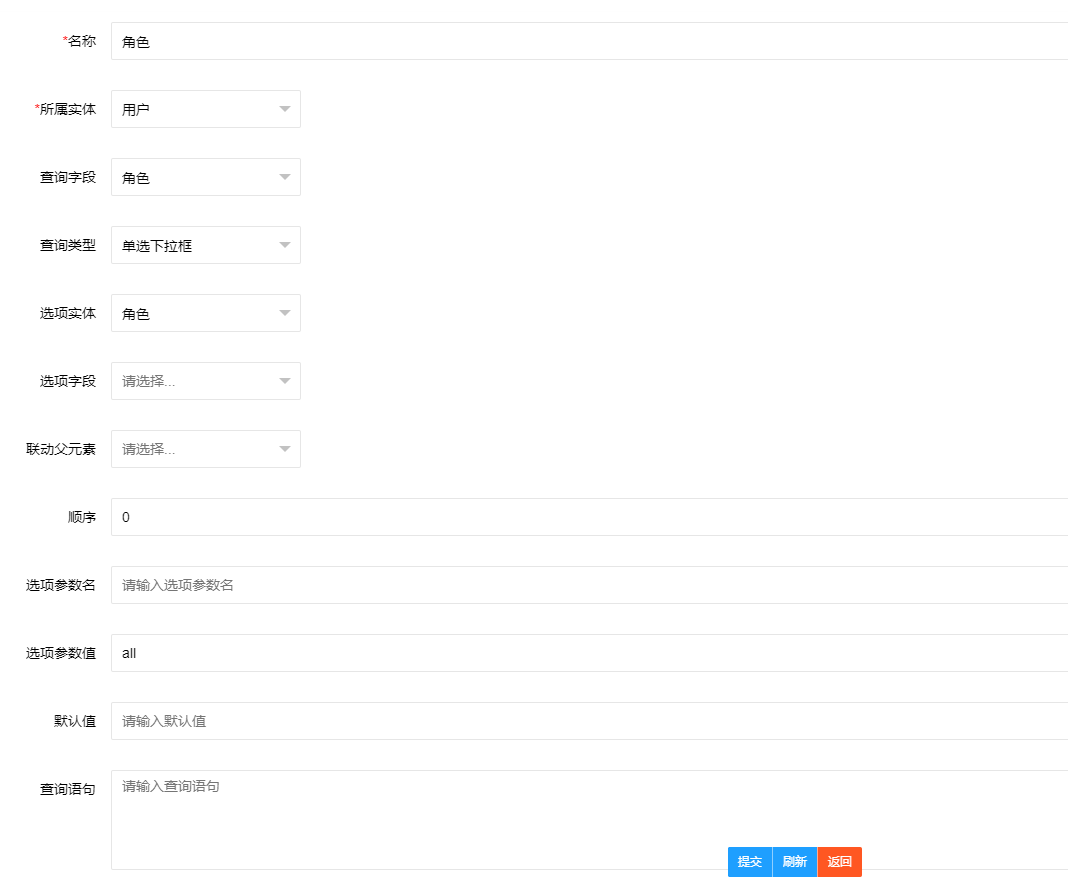 *名称 角色
*所属实体 用户
查询字段 角色
查询类型 单选下拉框
选项实体 角色
选项字段 请选择...
联动父元素 请选择...
顺序 0
选项参数名 请输入选项参数名
选项参数值 all
默认值 请输入默认值
查询语句 请输入查询语句
提交 刷新 返回